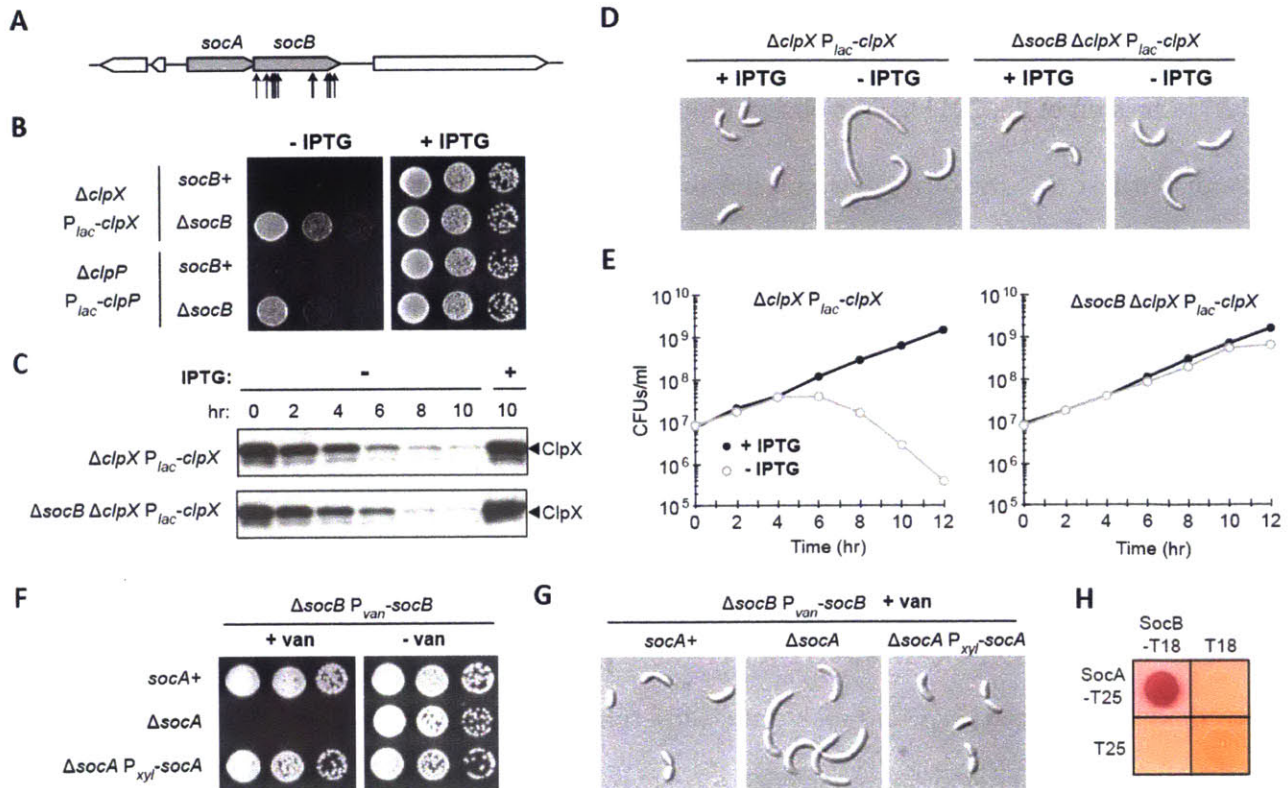 A
socA socB
B
- IPTG + IPTG
ΔclpX
Plac-clpX
socB+
ΔsocB
ΔclpP
Plac-clpP
socB+
ΔsocB
C
IPTG: - +
hr: 0 2 4 6 8 10 10
ΔclpX Plac-clpX ◄ClpX
ΔsocB ΔclpX Plac-clpX ◄ClpX
D
ΔclpX Plac-clpX ΔsocB ΔclpX Plac-clpX
+ IPTG - IPTG + IPTG - IPTG
E
ΔclpX Plac-clpX
CFUs/ml
10^10
10^9
10^8
10^7
10^6
10^5
+ IPTG
- IPTG
0 2 4 6 8 10 12
Time (hr)
ΔsocB ΔclpX Plac-clpX
10^10
10^9
10^8
10^7
10^6
10^5
0 2 4 6 8 10 12
Time (hr)
F
ΔsocB Pvan-socB
+ van - van
socA+
ΔsocA
ΔsocA Pxyl-socA
G
ΔsocB Pvan-socB + van
socA+ ΔsocA ΔsocA Pxyl-socA
H
SocB
-T18 T18
SocA
-T25
T25